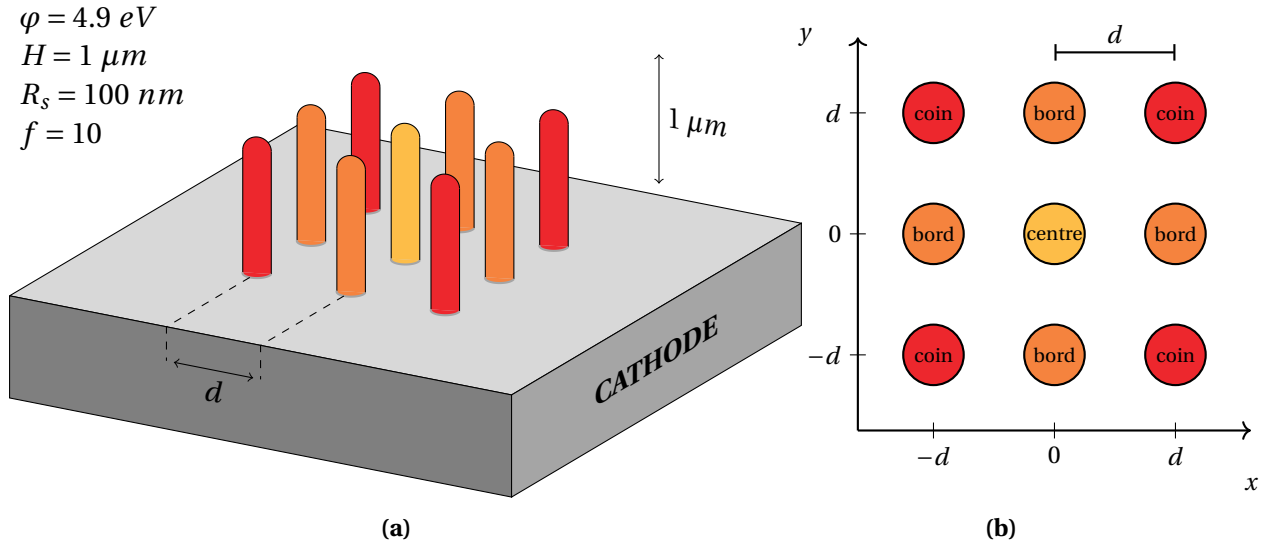 φ = 4.9 eV
H = 1 μm
R_s = 100 nm
f = 10
1 μm
CATHODE
d
(a)
y
d
d
coin bord coin
0
bord centre bord
−d
coin bord coin
−d 0 d
x
(b)